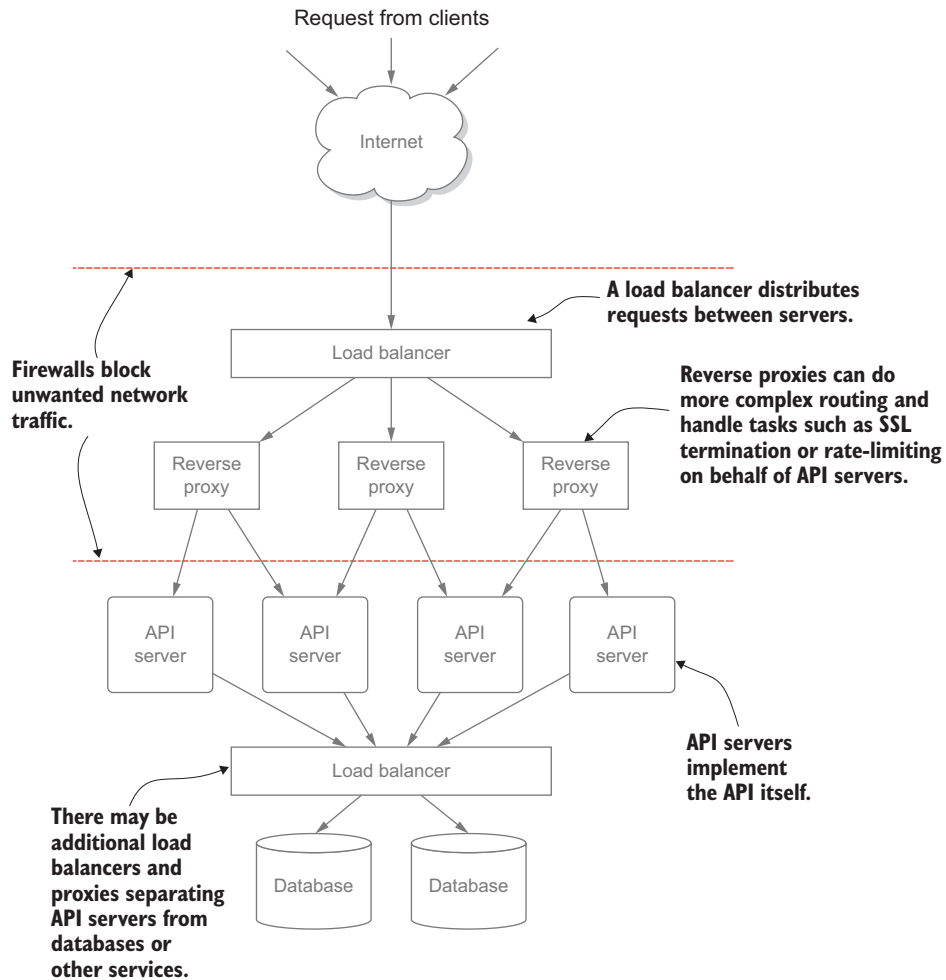 Request from clients
Internet
A load balancer distributes
requests between servers.
Load balancer
Firewalls block
unwanted network
traffic.
Reverse proxies can do
more complex routing and
handle tasks such as SSL
termination or rate-limiting
on behalf of API servers.
Reverse
proxy
Reverse
proxy
Reverse
proxy
API
server
API
server
API
server
API
server
API servers
implement
the API itself.
Load balancer
There may be
additional load
balancers and
proxies separating
API servers from
databases or
other services.
Database
Database